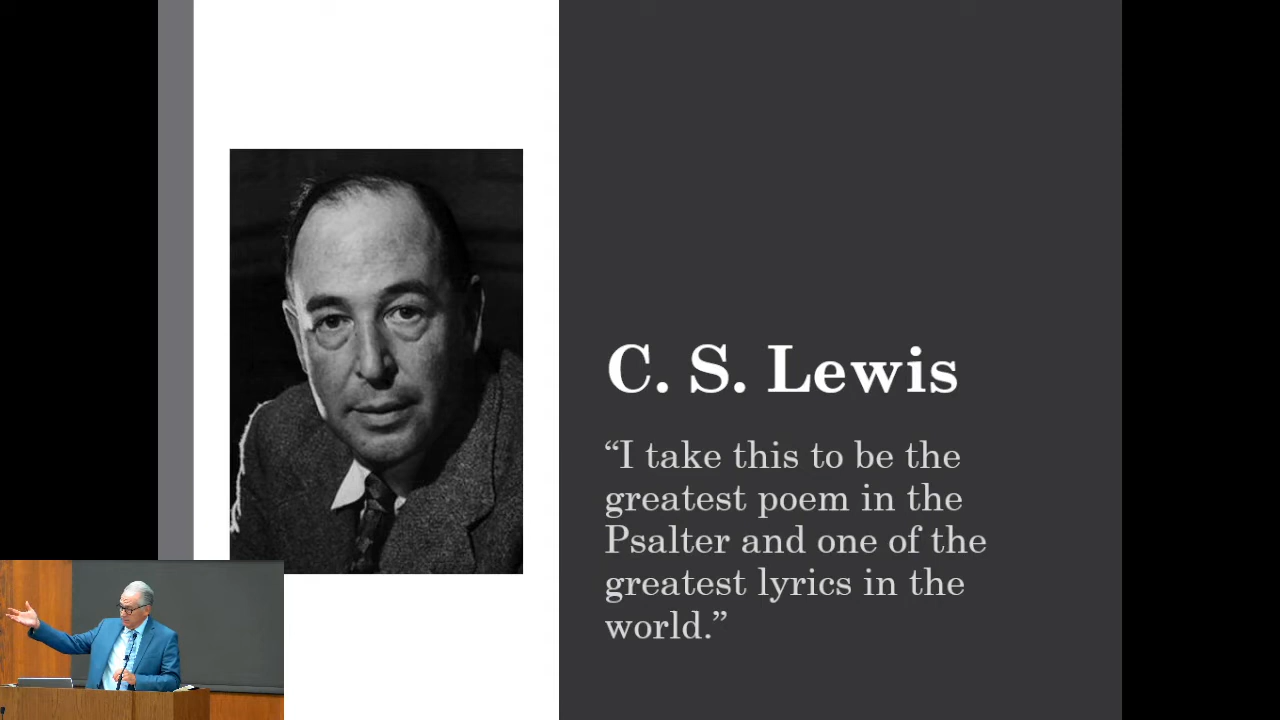 C. S. Lewis
“I take this to be the
greatest poem in the
Psalter and one of the
greatest lyrics in the
world.”